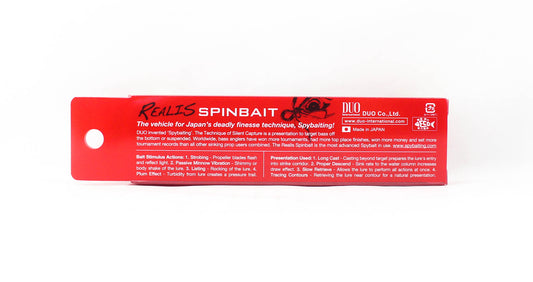 REALIS SPINBAIT
DUO DUO Co.,Ltd.
www.duo-international.com
Made in JAPAN
The vehicle for Japan's deadly finesse technique, Spybaiting!
DUO invented 'Spybaiting'. The Technique of Silent Capture is a presentation to target bass off
the bottom or suspended. Worldwide, bass anglers have won more tournaments, had more top place finishes, won more money and set more
tournament records than all other sinking prop users combined. The Realis Spinbait is the most advanced Spybait in use. www.spybaiting.com
Bait Stimulus Actions: 1. Strobing - Propeller blades flash
and reflect light. 2. Passive Minnow Vibration - Shimmy or
body shake of the lure. 3. Listing - Rocking of the lure. 4.
Plum Effect - Turbidity from lure creates a pressure trail.
Presentation Used: 1. Long Cast - Casting beyond target prepares the lure's entry
into strike corridor. 2. Proper Descend - Sink rate to the water column increases
draw effect. 3. Slow Retrieve - Allows the lure to perform all actions at once. 4.
Tracing Contours - Retrieving the lure near contour for a natural presentation.